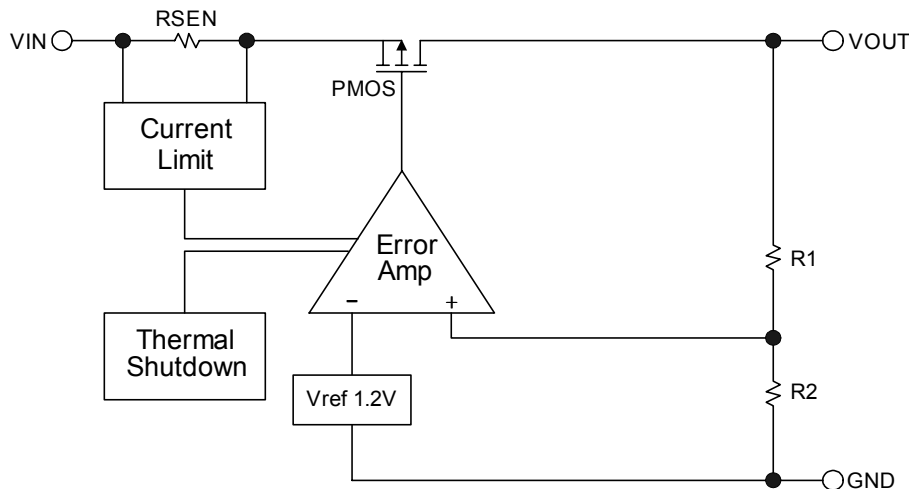 RSEN
VIN
VOUT
PMOS
Current
Limit
Error
Amp
R1
− +
Thermal
Shutdown
Vref 1.2V
R2
GND